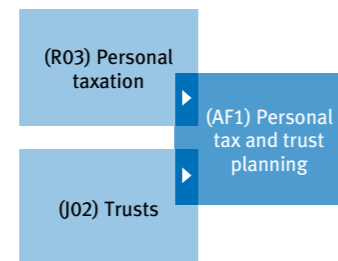 (R03) Personal
taxation
(AF1) Personal
tax and trust
planning
(J02) Trusts